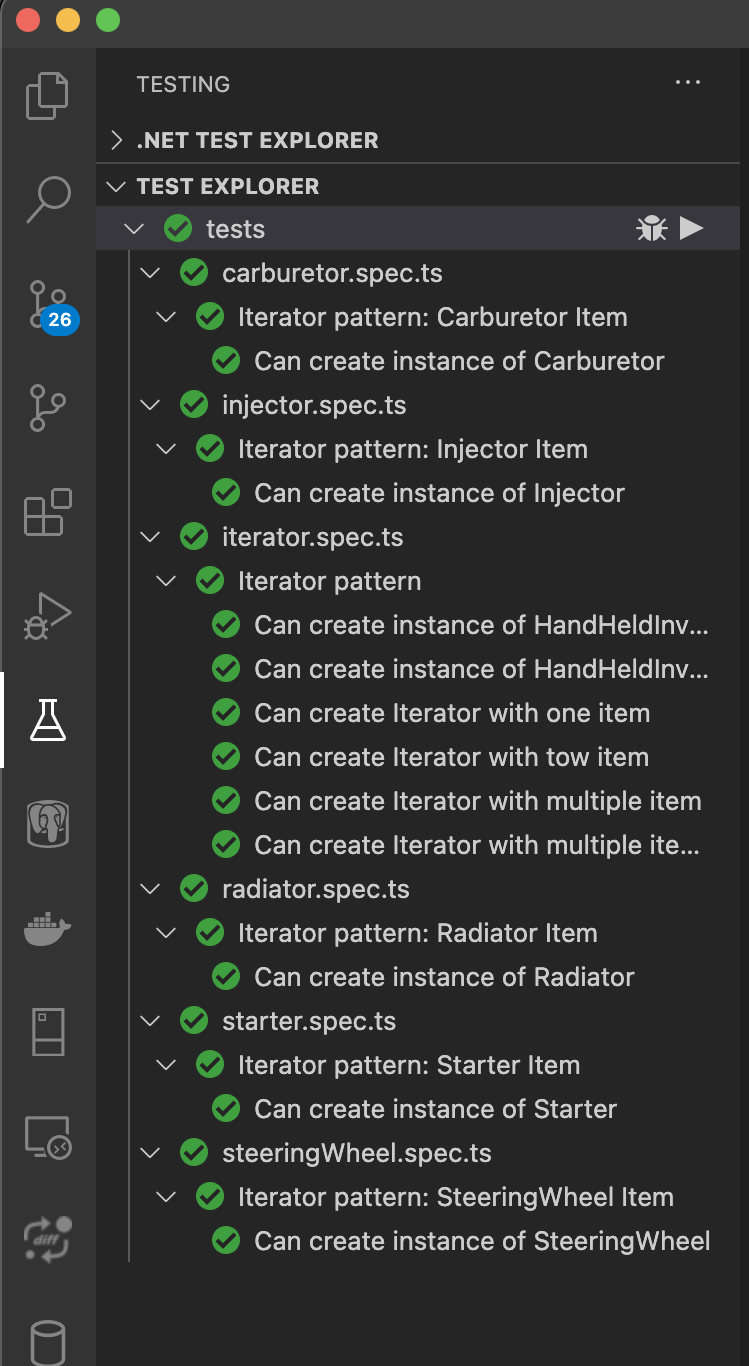 TESTING
.NET TEST EXPLORER
TEST EXPLORER
tests
carburetor.spec.ts
Iterator pattern: Carburetor Item
Can create instance of Carburetor
26
injector.spec.ts
Iterator pattern: Injector Item
Can create instance of Injector
iterator.spec.ts
Iterator pattern
Can create instance of HandHeldInv...
Can create instance of HandHeldInv...
Can create Iterator with one item
Can create Iterator with tow item
Can create Iterator with multiple item
Can create Iterator with multiple ite...
radiator.spec.ts
Iterator pattern: Radiator Item
Can create instance of Radiator
starter.spec.ts
Iterator pattern: Starter Item
Can create instance of Starter
steeringWheel.spec.ts
Iterator pattern: SteeringWheel Item
diff
Can create instance of SteeringWheel